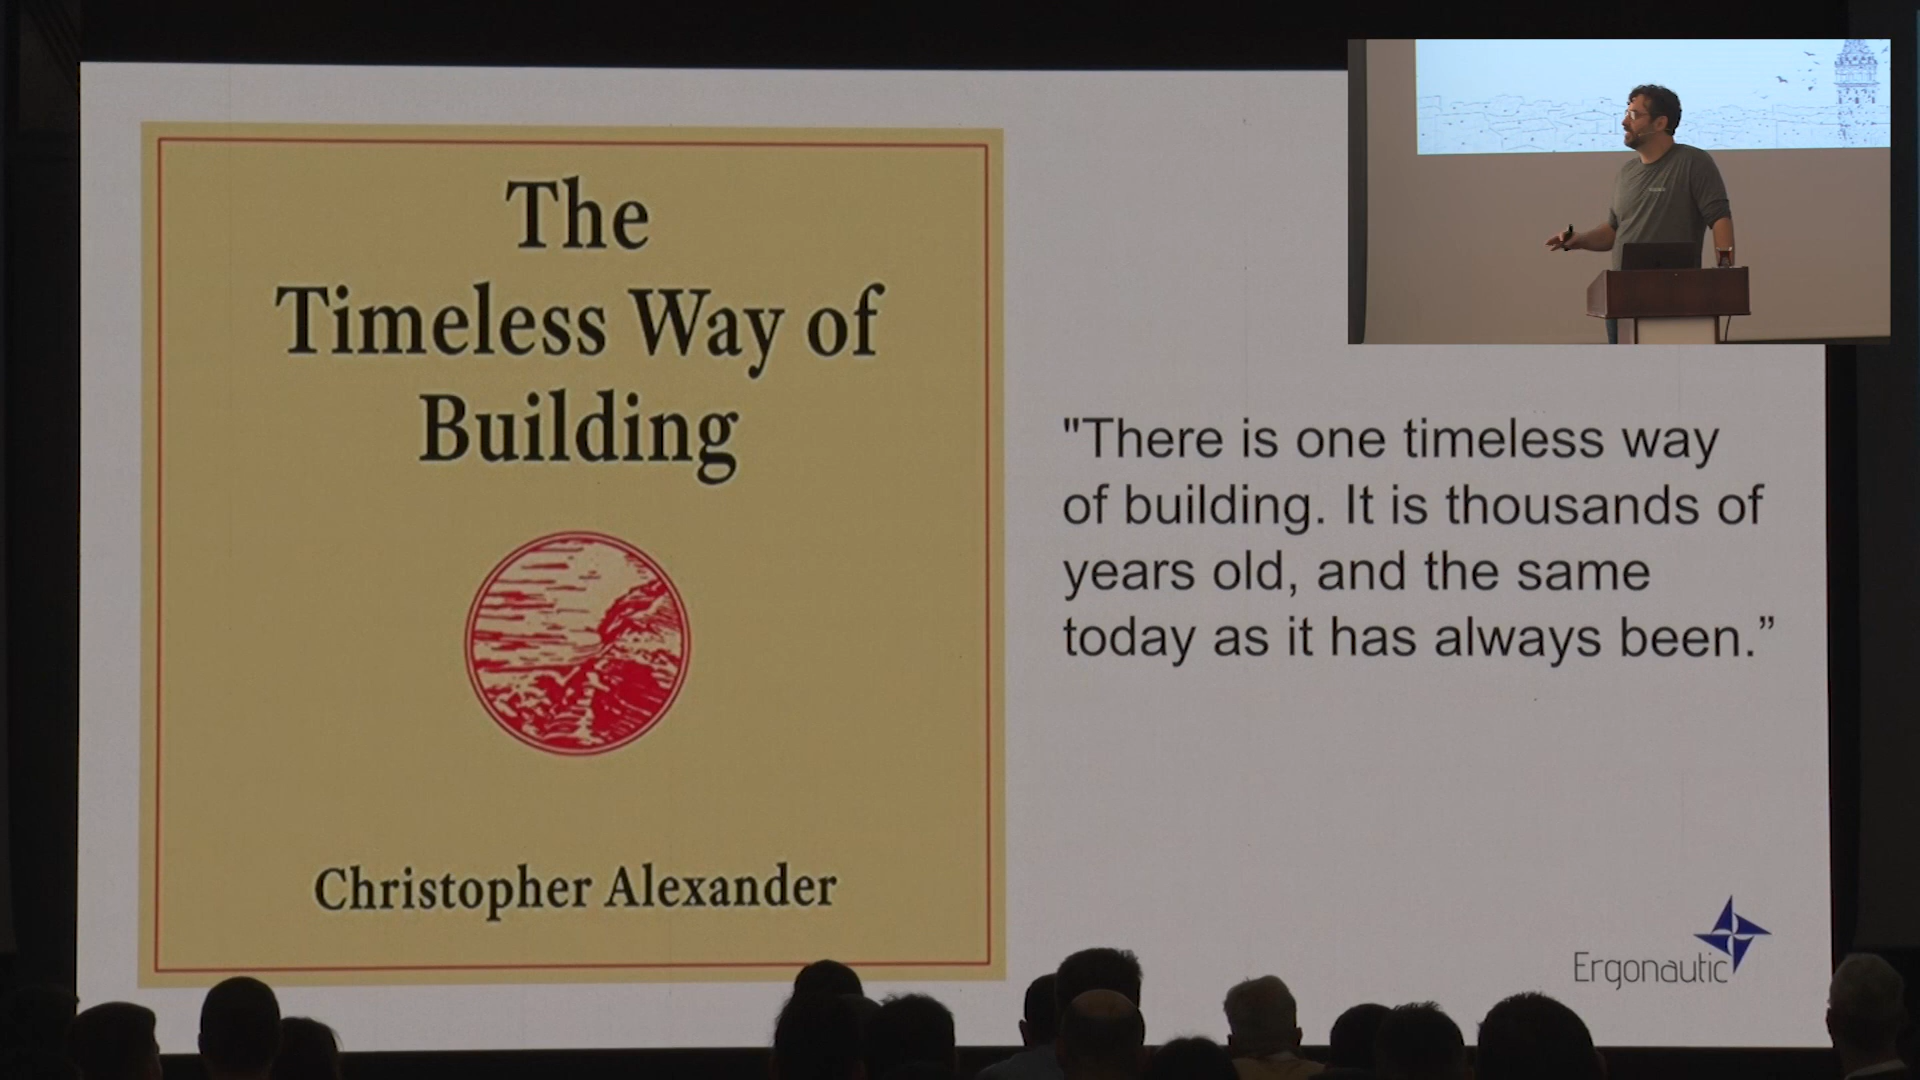 The
Timeless Way of
Building
Christopher Alexander
"There is one timeless way
of building. It is thousands of
years old, and the same
today as it has always been.”
Ergonautic